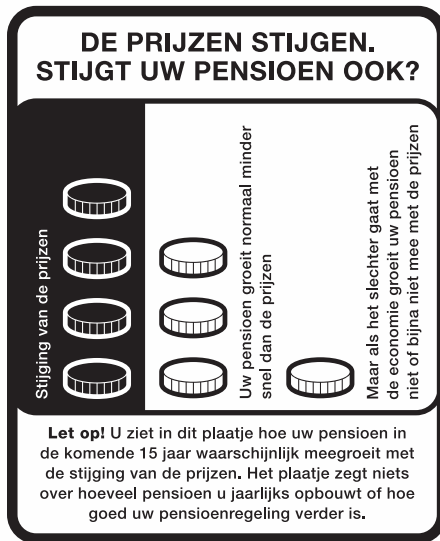 DE PRIJZEN STIJGEN.
STIJGT UW PENSIOEN OOK?
Stijging van de prijzen
Uw pensioen groeit normaal minder
snel dan de prijzen
Maar als het slechter gaat met
de economie groeit uw pensioen
niet of bijna niet mee met de prijzen
Let op! U ziet in dit plaatje hoe uw pensioen in
de komende 15 jaar waarschijnlijk meegroeit met
de stijging van de prijzen. Het plaatje zegt niets
over hoeveel pensioen u jaarlijks opbouwt of hoe
goed uw pensioenregeling verder is.